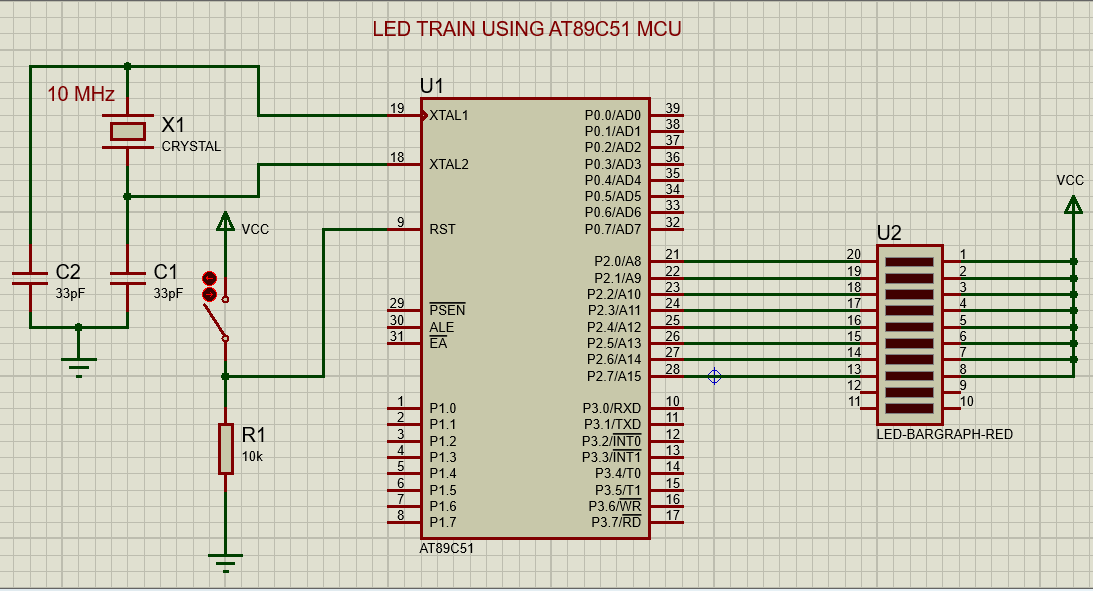 LED TRAIN USING AT89C51 MCU
10 MHz
X1
CRYSTAL
C2
33pF
C1
33pF
VCC
R1
10k
U1
19 XTAL1
18 XTAL2
9 RST
29 PSEN
30 ALE
31 EA
1 P1.0
2 P1.1
3 P1.2
4 P1.3
5 P1.4
6 P1.5
7 P1.6
8 P1.7
P0.0/AD0 39
P0.1/AD1 38
P0.2/AD2 37
P0.3/AD3 36
P0.4/AD4 35
P0.5/AD5 34
P0.6/AD6 33
P0.7/AD7 32
P2.0/A8 21
P2.1/A9 22
P2.2/A10 23
P2.3/A11 24
P2.4/A12 25
P2.5/A13 26
P2.6/A14 27
P2.7/A15 28
P3.0/RXD 10
P3.1/TXD 11
P3.2/INT0 12
P3.3/INT1 13
P3.4/T0 14
P3.5/T1 15
P3.6/WR 16
P3.7/RD 17
AT89C51
VCC
U2
20 1
19 2
18 3
17 4
16 5
15 6
14 7
13 8
12 9
11 10
LED-BARGRAPH-RED